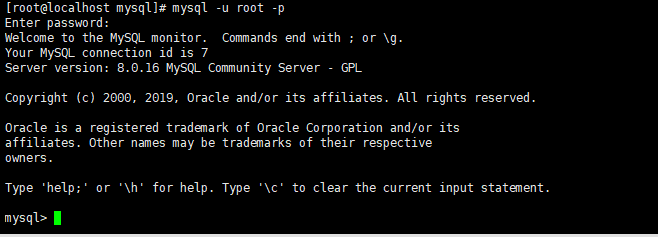 [root@localhost mysql]# mysql -u root -p
Enter password:
Welcome to the MySQL monitor.  Commands end with ; or \g.
Your MySQL connection id is 7
Server version: 8.0.16 MySQL Community Server - GPL
Copyright (c) 2000, 2019, Oracle and/or its affiliates. All rights reserved.
Oracle is a registered trademark of Oracle Corporation and/or its
affiliates. Other names may be trademarks of their respective
owners.
Type 'help;' or '\h' for help. Type '\c' to clear the current input statement.
mysql>